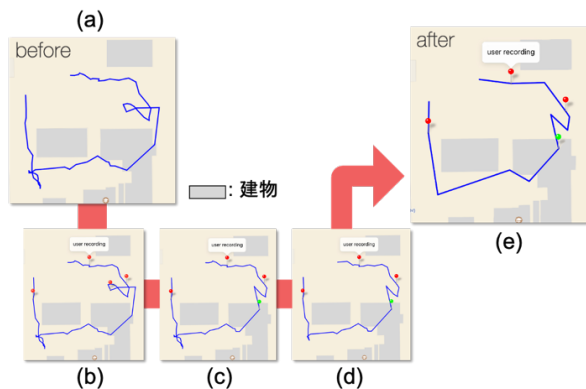 (a)
before
after
user recording
: 建物
(e)
user recording
user recording
user recording
(b)
(c)
(d)